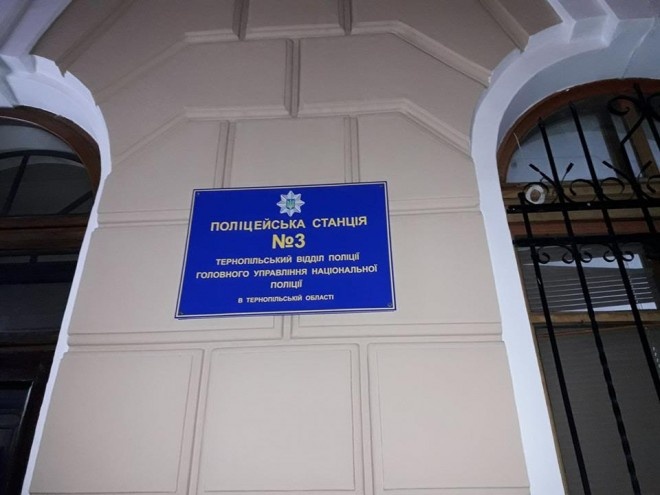 ПОЛІЦЕЙСЬКА СТАНЦІЯ
№3
ТЕРНОПІЛЬСЬКИЙ ВІДДІЛ ПОЛІЦІЇ
ГОЛОВНОГО УПРАВЛІННЯ НАЦІОНАЛЬНОЇ
ПОЛІЦІЇ
В ТЕРНОПІЛЬСЬКІЙ ОБЛАСТІ